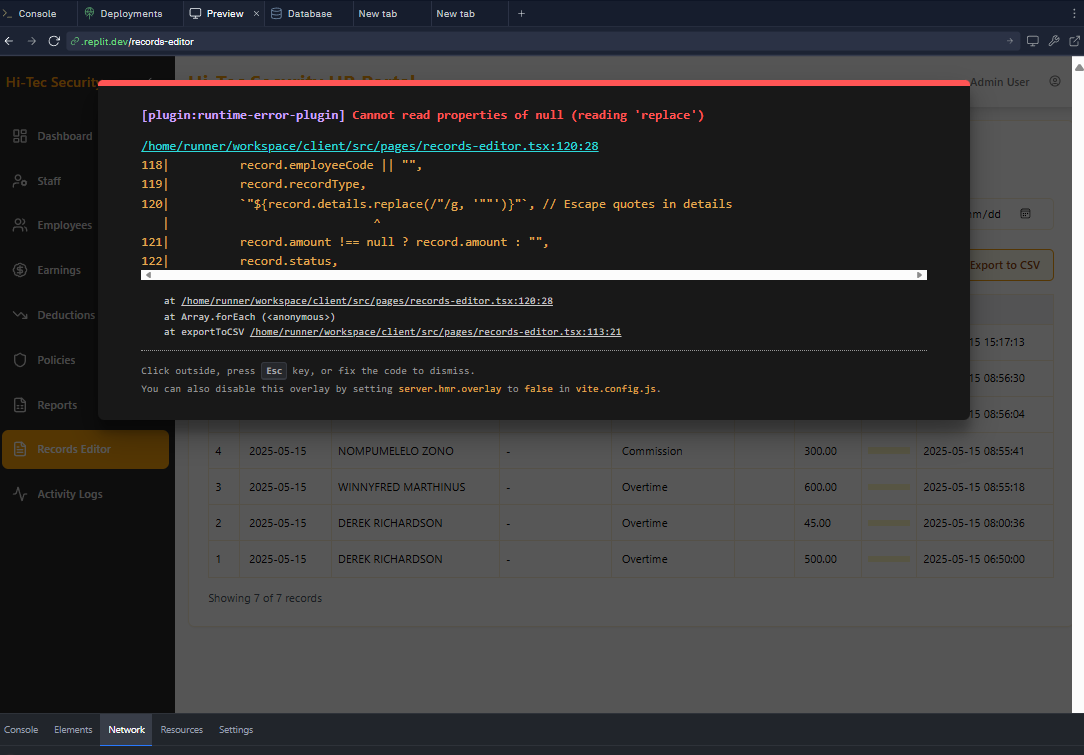 Console Deployments Preview × Database New tab New tab +
.replit.dev/records-editor
Hi-Tec Security
Hi-Tec Security HR Portal
Admin User
[plugin:runtime-error-plugin] Cannot read properties of null (reading 'replace')
/home/runner/workspace/client/src/pages/records-editor.tsx:120:28
118| record.employeeCode || "",
119| record.recordType,
120| `"${record.details.replace(/"/g, '""')}"`, // Escape quotes in details
| ^
121| record.amount !== null ? record.amount : "",
122| record.status,
at /home/runner/workspace/client/src/pages/records-editor.tsx:120:28
at Array.forEach (<anonymous>)
at exportToCSV /home/runner/workspace/client/src/pages/records-editor.tsx:113:21
Click outside, press Esc key, or fix the code to dismiss.
You can also disable this overlay by setting server.hmr.overlay to false in vite.config.js.
Dashboard
Staff
Employees
Earnings
Deductions
Policies
Reports
Records Editor
Activity Logs
mm/dd
Export to CSV
15 15:17:13
15 08:56:30
15 08:56:04
4 2025-05-15 NOMPUMELELO ZONO - Commission 300.00 2025-05-15 08:55:41
3 2025-05-15 WINNYFRED MARTHINUS - Overtime 600.00 2025-05-15 08:55:18
2 2025-05-15 DEREK RICHARDSON - Overtime 45.00 2025-05-15 08:00:36
1 2025-05-15 DEREK RICHARDSON - Overtime 500.00 2025-05-15 06:50:00
Showing 7 of 7 records
Console Elements Network Resources Settings